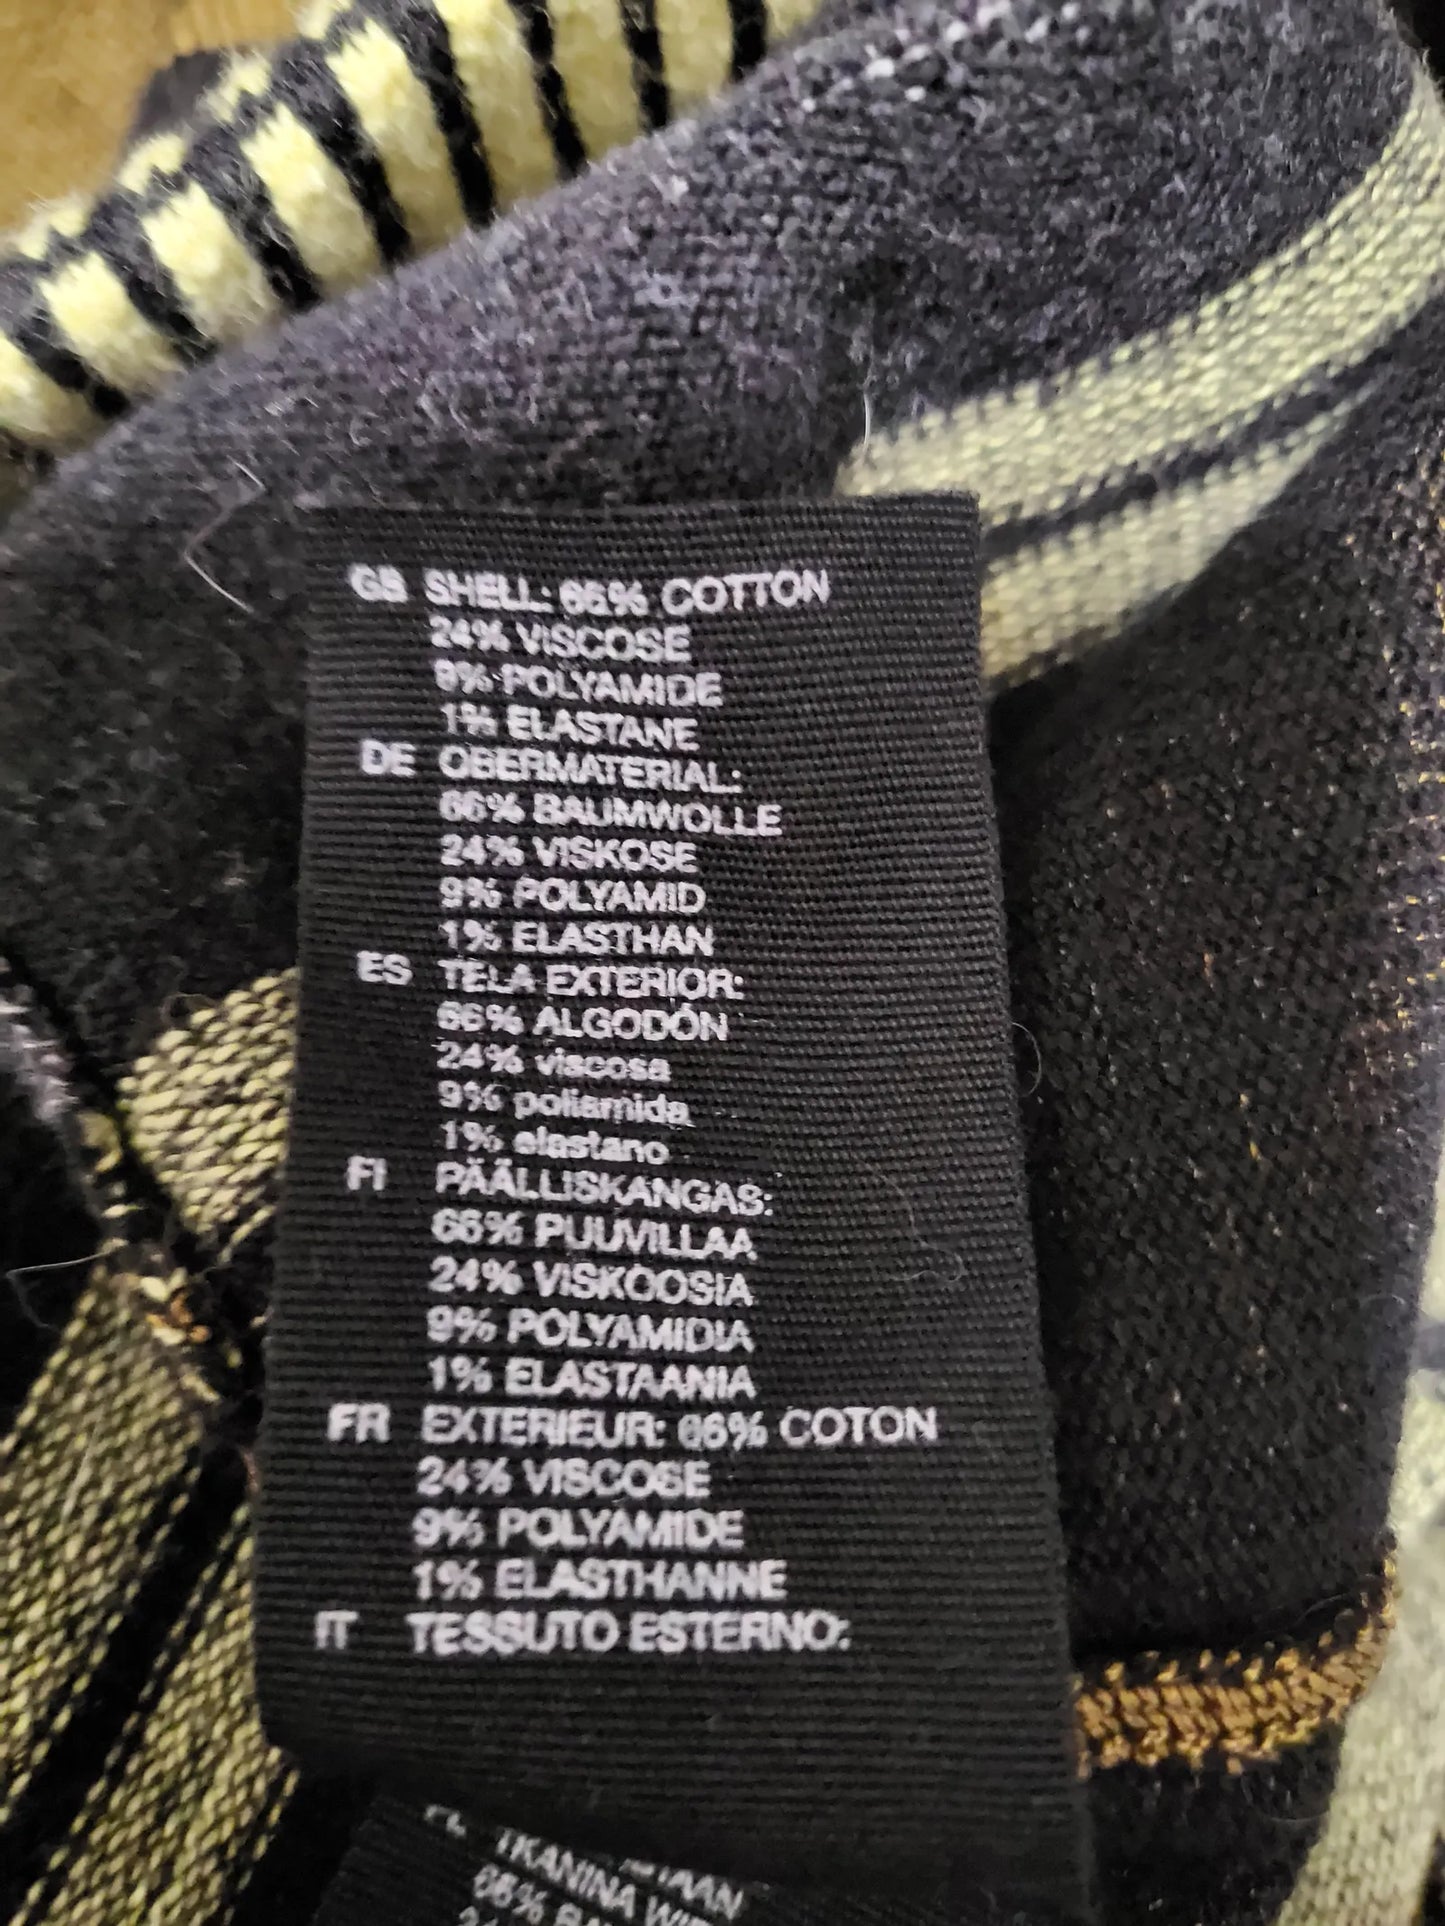 GB SHELL: 66% COTTON
24% VISCOSE
9% POLYAMIDE
1% ELASTANE
DE OBERMATERIAL:
66% BAUMWOLLE
24% VISKOSE
9% POLYAMID
1% ELASTHAN
ES TELA EXTERIOR:
66% ALGODÓN
24% viscosa
9% poliamida
1% elastano
FI PÄÄLLISKANGAS:
66% PUUVILLAA
24% VISKOOSIA
9% POLYAMIDIA
1% ELASTAANIA
FR EXTERIEUR: 66% COTON
24% VISCOSE
9% POLYAMIDE
1% ELASTHANNE
IT TESSUTO ESTERNO:
TKANINA
66%